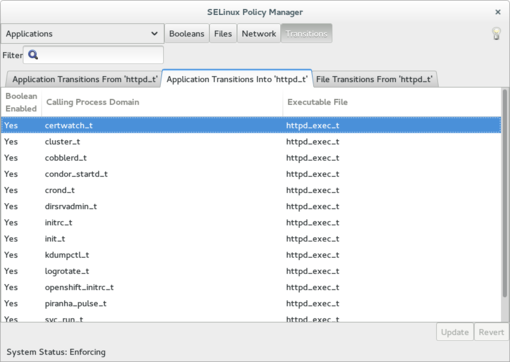 SELinux Policy Manager
Applications Booleans Files Network Transitions
Filter
Application Transitions From 'httpd_t' Application Transitions Into 'httpd_t' File Transitions From 'httpd_t'
Boolean Enabled Calling Process Domain Executable File
Yes certwatch_t httpd_exec_t
Yes cluster_t httpd_exec_t
Yes cobblerd_t httpd_exec_t
Yes condor_startd_t httpd_exec_t
Yes crond_t httpd_exec_t
Yes dirsrvadmin_t httpd_exec_t
Yes initrc_t httpd_exec_t
Yes init_t httpd_exec_t
Yes kdumpctl_t httpd_exec_t
Yes logrotate_t httpd_exec_t
Yes openshift_initrc_t httpd_exec_t
Yes piranha_pulse_t httpd_exec_t
Yes svc_run_t httpd_exec_t
Update Revert
System Status: Enforcing